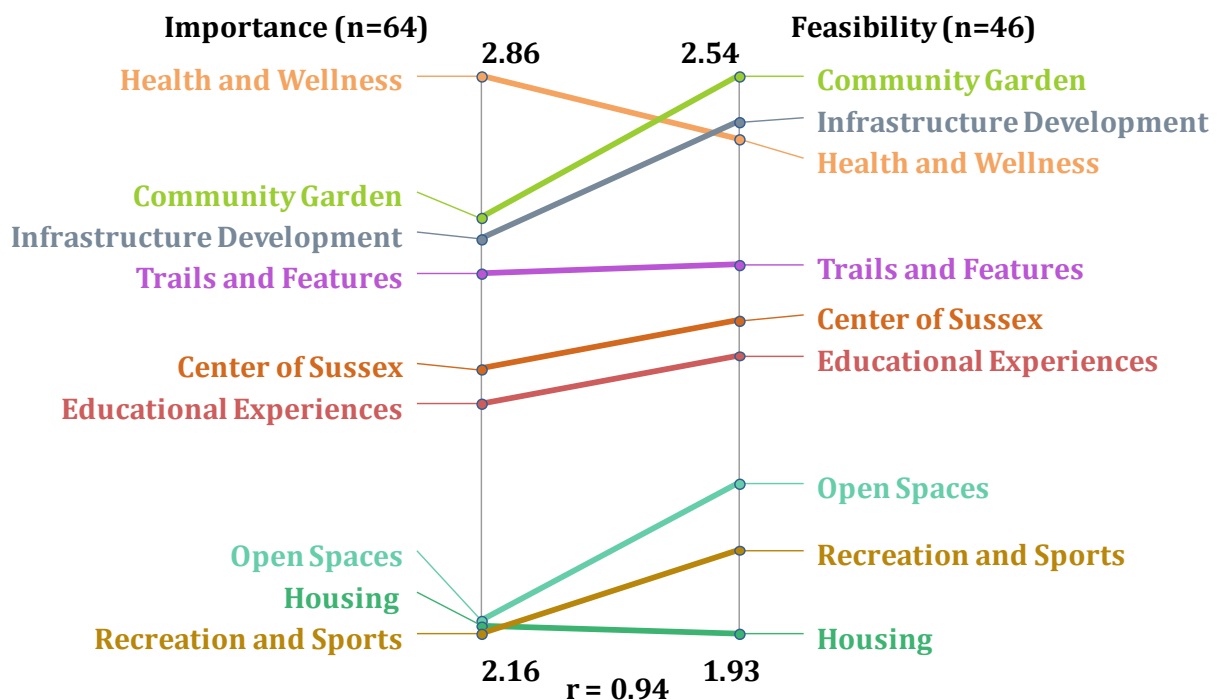 Importance (n=64)
Feasibility (n=46)
2.86
2.54
Health and Wellness
Community Garden
Infrastructure Development
Trails and Features
Center of Sussex
Educational Experiences
Open Spaces
Housing
Recreation and Sports
Community Garden
Infrastructure Development
Health and Wellness
Trails and Features
Center of Sussex
Educational Experiences
Open Spaces
Recreation and Sports
Housing
2.16
1.93
r = 0.94